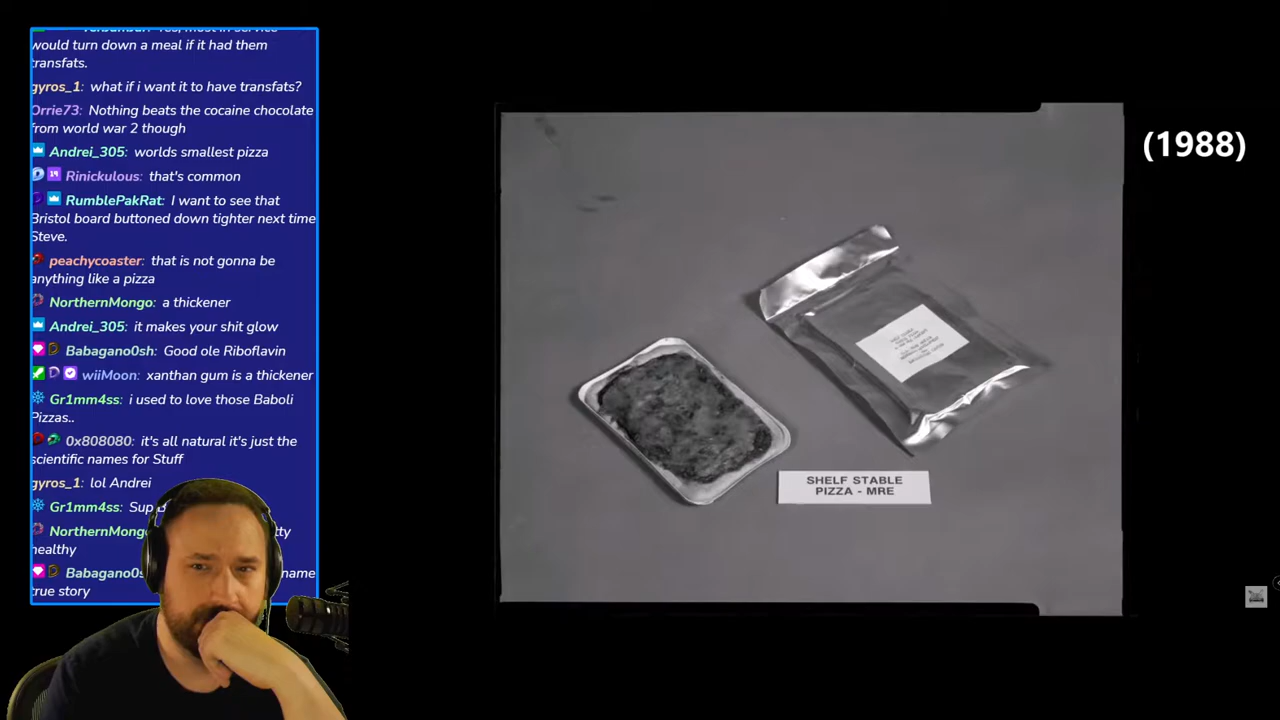 would turn down a meal if it had them
transfats.
gyros_1: what if i want it to have transfats?
Orrie73: Nothing beats the cocaine chocolate
from world war 2 though
Andrei_305: worlds smallest pizza
Rinickulous: that's common
RumblePakRat: I want to see that
Bristol board buttoned down tighter next time
Steve.
peachycoaster: that is not gonna be
anything like a pizza
NorthernMongo: a thickener
Andrei_305: it makes your shit glow
Babagano0sh: Good ole Riboflavin
wiiMoon: xanthan gum is a thickener
Gr1mm4ss: i used to love those Baboli
Pizzas..
0x808080: it's all natural it's just the
scientific names for Stuff
gyros_1: lol Andrei
Gr1mm4ss: Sup
NorthernMongo
healthy
name
true story
(1988)
SHELF STABLE
PIZZA - MRE